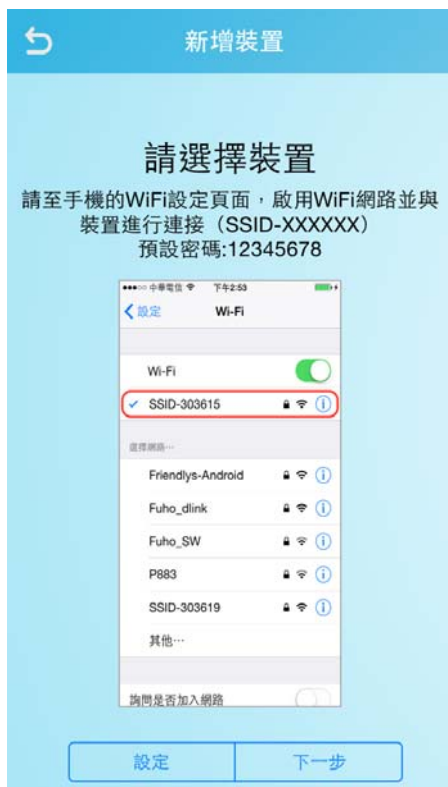 新增裝置
請選擇裝置
請至手機的WiFi設定頁面，啟用WiFi網路並與
裝置進行連接（SSID-XXXXXX）
預設密碼:12345678
中華電信 下午2:53
設定 Wi-Fi
Wi-Fi
SSID-303615
選擇網路…
Friendlys-Android
Fuho_dlink
Fuho_SW
P883
SSID-303619
其他…
詢問是否加入網路
設定 下一步